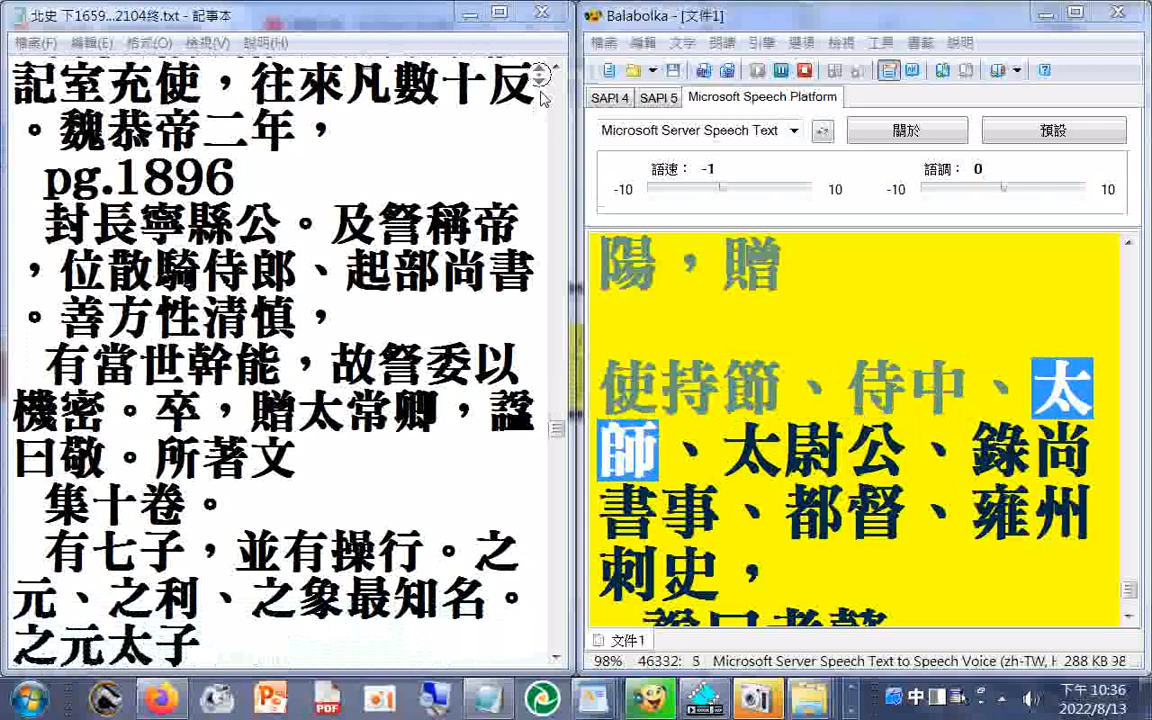 北史 下1659...2104终.txt - 記事本
檔案(F) 編輯(E) 格式(O) 檢視(V) 說明(H)
記室充使，往來凡數十反
。魏恭帝二年，
pg.1896
封長寧縣公。及詧稱帝
，位散騎侍郎、起部尚書
。善方性清慎，
有當世幹能，故詧委以
機密。卒，贈太常卿，謚
曰敬。所著文
集十卷。
有七子，並有操行。之
元、之利、之象最知名。
之元太子
Balabolka - [文件1]
檔案 編輯 文字 朗讀 引擎 選項 檢視 工具 書籤 說明
SAPI 4 SAPI 5 Microsoft Speech Platform
Microsoft Server Speech Text 關於 預設
語速： -1 語調： 0
-10 10 -10 10
陽，贈
使持節、侍中、太
師、太尉公、錄尚
書事、都督、雍州
刺史，
文件1
98% 46332: S Microsoft Server Speech Text to Speech Voice (zh-TW, H 288 KB 98
中
下午 10:36
2022/8/13